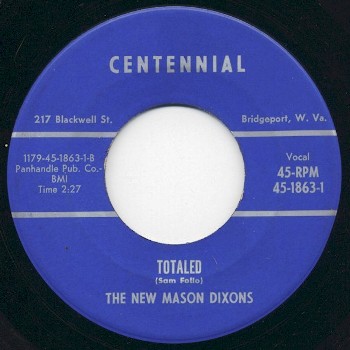 CENTENNIAL
217 Blackwell St.
Bridgeport, W. Va.
1179-45-1863-1-B
Panhandle Pub. Co.-
BMI
Time 2:27
Vocal
45-RPM
45-1863-1
TOTALED
(Sam FoBo)
THE NEW MASON DIXONS